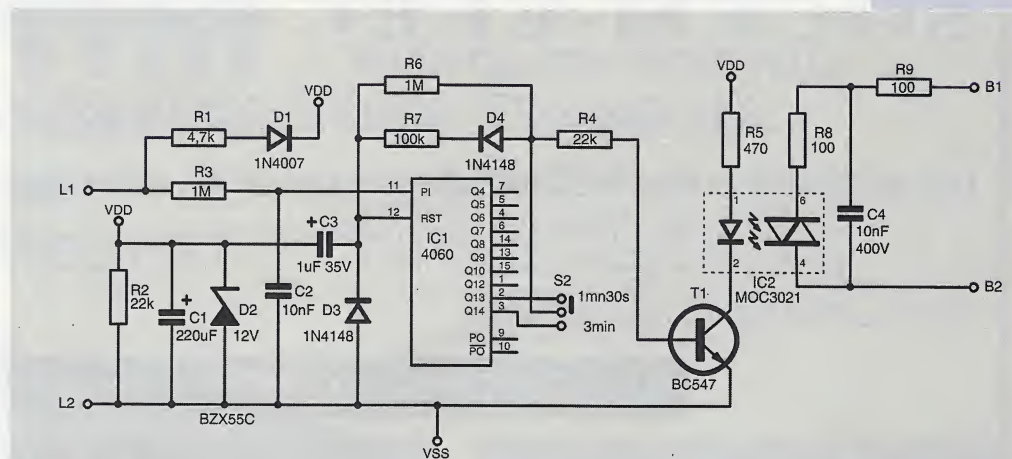 R6
1M
VDD
R9
100
B1
VDD
R1
4,7k
D1
1N4007
R7
100k
D4
1N4148
R4
22k
R5
470
R8
100
L1
R3
1M
11
PI
12
RST
IC1
4060
Q4
7
Q5
5
Q6
4
Q7
6
Q8
14
Q9
13
Q10
15
Q12
1
Q13
2
Q14
3
PO
9
PO
10
VDD
+ C3
1uF 35V
1
6
2
4
C4
10nF
400V
IC2
MOC3021
B2
S2
1mn30s
3min
R2
22k
+
C1
220uF
D2
12V
C2
10nF
D3
1N4148
T1
BC547
L2
BZX55C
VSS